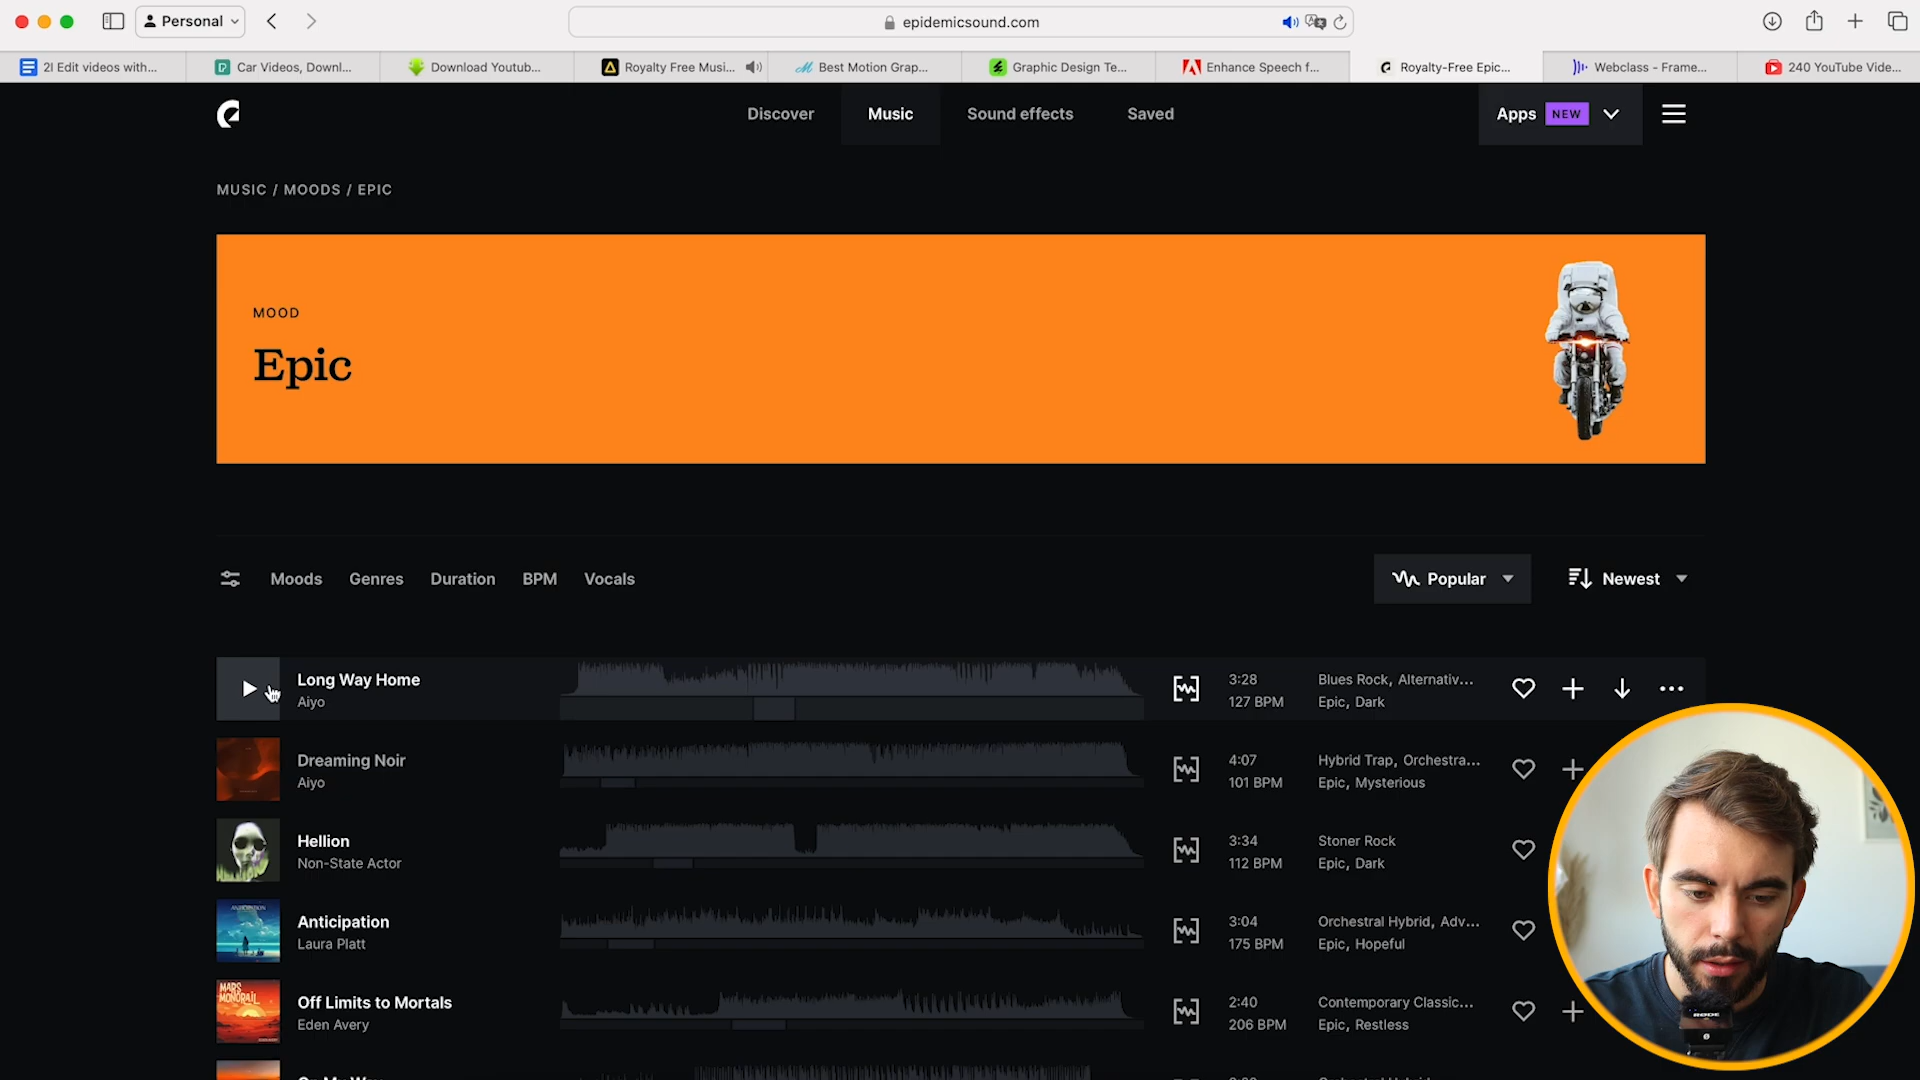 Personal
epidemicsound.com
2I Edit videos with...
Car Videos, Downl...
Download Youtub...
Royalty Free Musi...
Best Motion Grap...
Graphic Design Te...
Enhance Speech f...
Royalty-Free Epic...
Webclass - Frame...
240 YouTube Vide...
Discover
Music
Sound effects
Saved
Apps NEW
MUSIC / MOODS / EPIC
MOOD
Epic
Moods
Genres
Duration
BPM
Vocals
Popular
Newest
Long Way Home
Aiyo
3:28
127 BPM
Blues Rock, Alternativ...
Epic, Dark
Dreaming Noir
Aiyo
4:07
101 BPM
Hybrid Trap, Orchestra...
Epic, Mysterious
Hellion
Non-State Actor
3:34
112 BPM
Stoner Rock
Epic, Dark
ANTICIPATION
Anticipation
Laura Platt
3:04
175 BPM
Orchestral Hybrid, Adv...
Epic, Hopeful
MARS
MONORAIL
Off Limits to Mortals
Eden Avery
2:40
206 BPM
Contemporary Classic...
Epic, Restless
RØDE